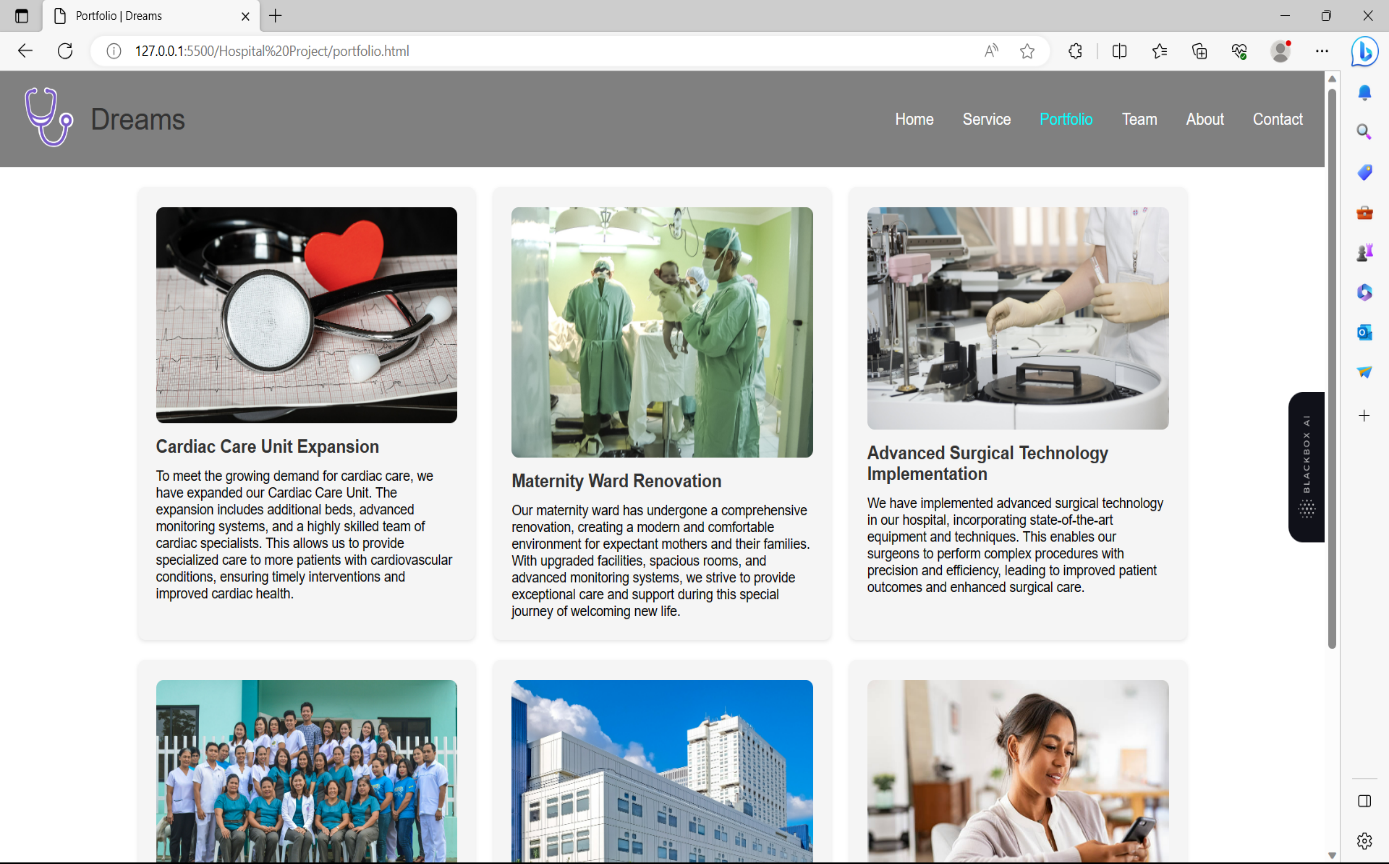 Portfolio | Dreams
127.0.0.1:5500/Hospital%20Project/portfolio.html
Dreams
Home Service Portfolio Team About Contact
Cardiac Care Unit Expansion
To meet the growing demand for cardiac care, we
have expanded our Cardiac Care Unit. The
expansion includes additional beds, advanced
monitoring systems, and a highly skilled team of
cardiac specialists. This allows us to provide
specialized care to more patients with cardiovascular
conditions, ensuring timely interventions and
improved cardiac health.
Maternity Ward Renovation
Our maternity ward has undergone a comprehensive
renovation, creating a modern and comfortable
environment for expectant mothers and their families.
With upgraded facilities, spacious rooms, and
advanced monitoring systems, we strive to provide
exceptional care and support during this special
journey of welcoming new life.
Advanced Surgical Technology
Implementation
We have implemented advanced surgical technology
in our hospital, incorporating state-of-the-art
equipment and techniques. This enables our
surgeons to perform complex procedures with
precision and efficiency, leading to improved patient
outcomes and enhanced surgical care.
BLACKBOX AI